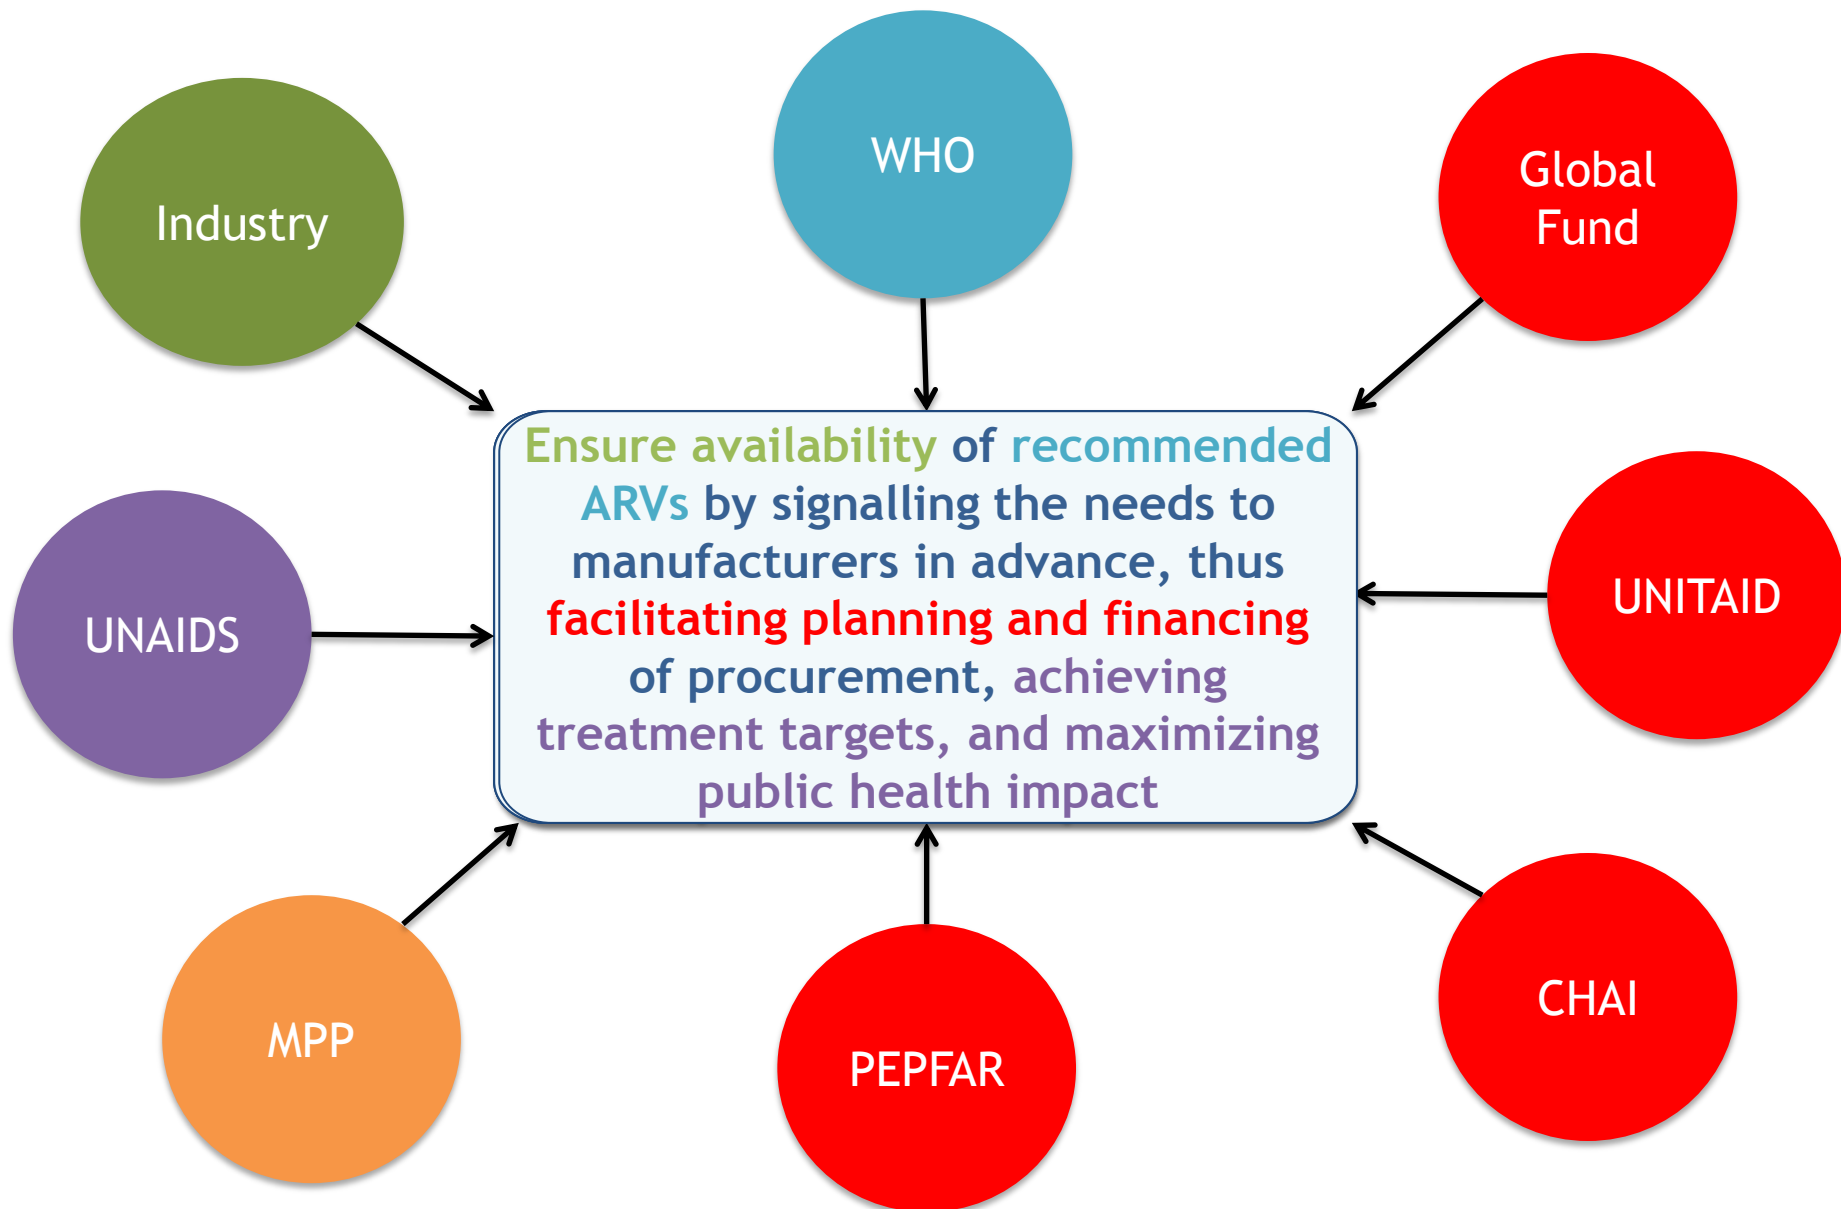 WHO
Global
Fund
Industry
Ensure availability of recommended
ARVs by signalling the needs to
manufacturers in advance, thus
facilitating planning and financing
of procurement, achieving
treatment targets, and maximizing
public health impact
UNITAID
UNAIDS
MPP
PEPFAR
CHAI